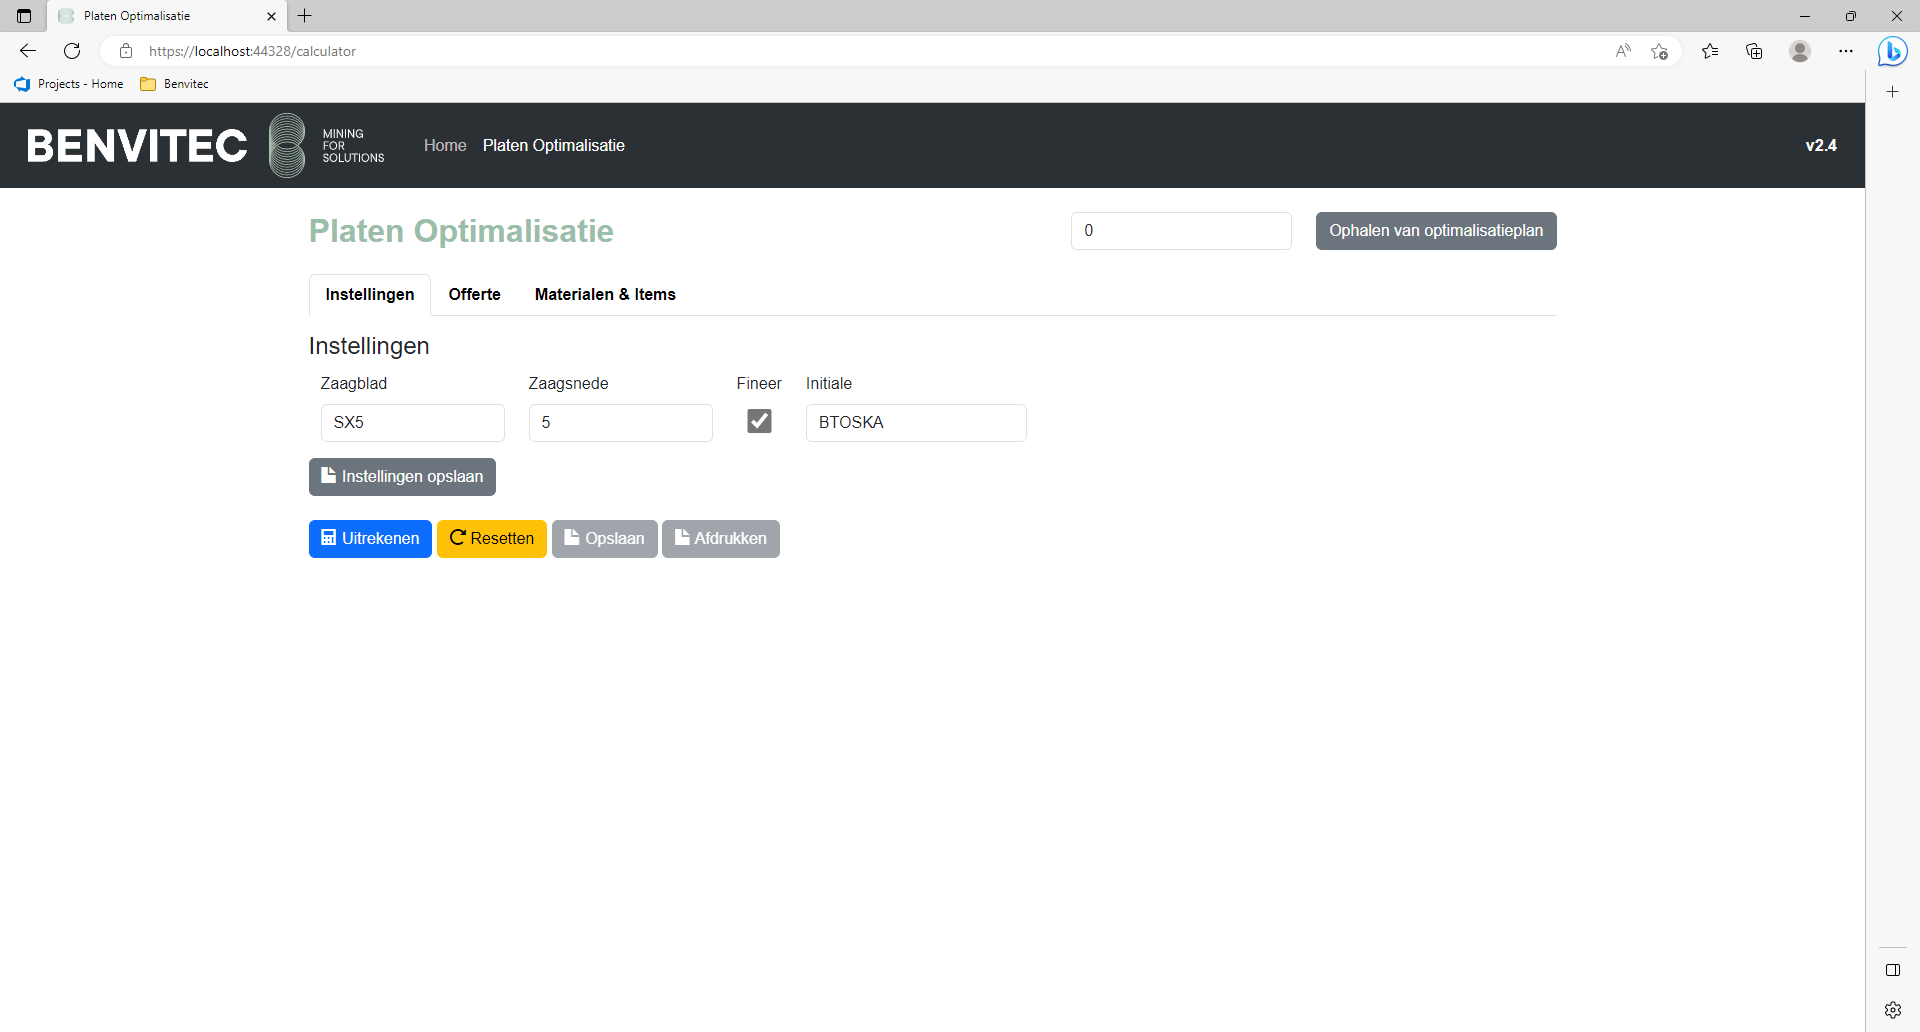 Platen Optimalisatie
https://localhost:44328/calculator
Projects - Home Benvitec
BENVITEC MINING FOR SOLUTIONS Home Platen Optimalisatie v2.4
Platen Optimalisatie 0 Ophalen van optimalisatieplan
Instellingen Offerte Materialen & Items
Instellingen
Zaagblad Zaagsnede Fineer Initiale
SX5 5 BTOSKA
Instellingen opslaan
Uitrekenen Resetten Opslaan Afdrukken